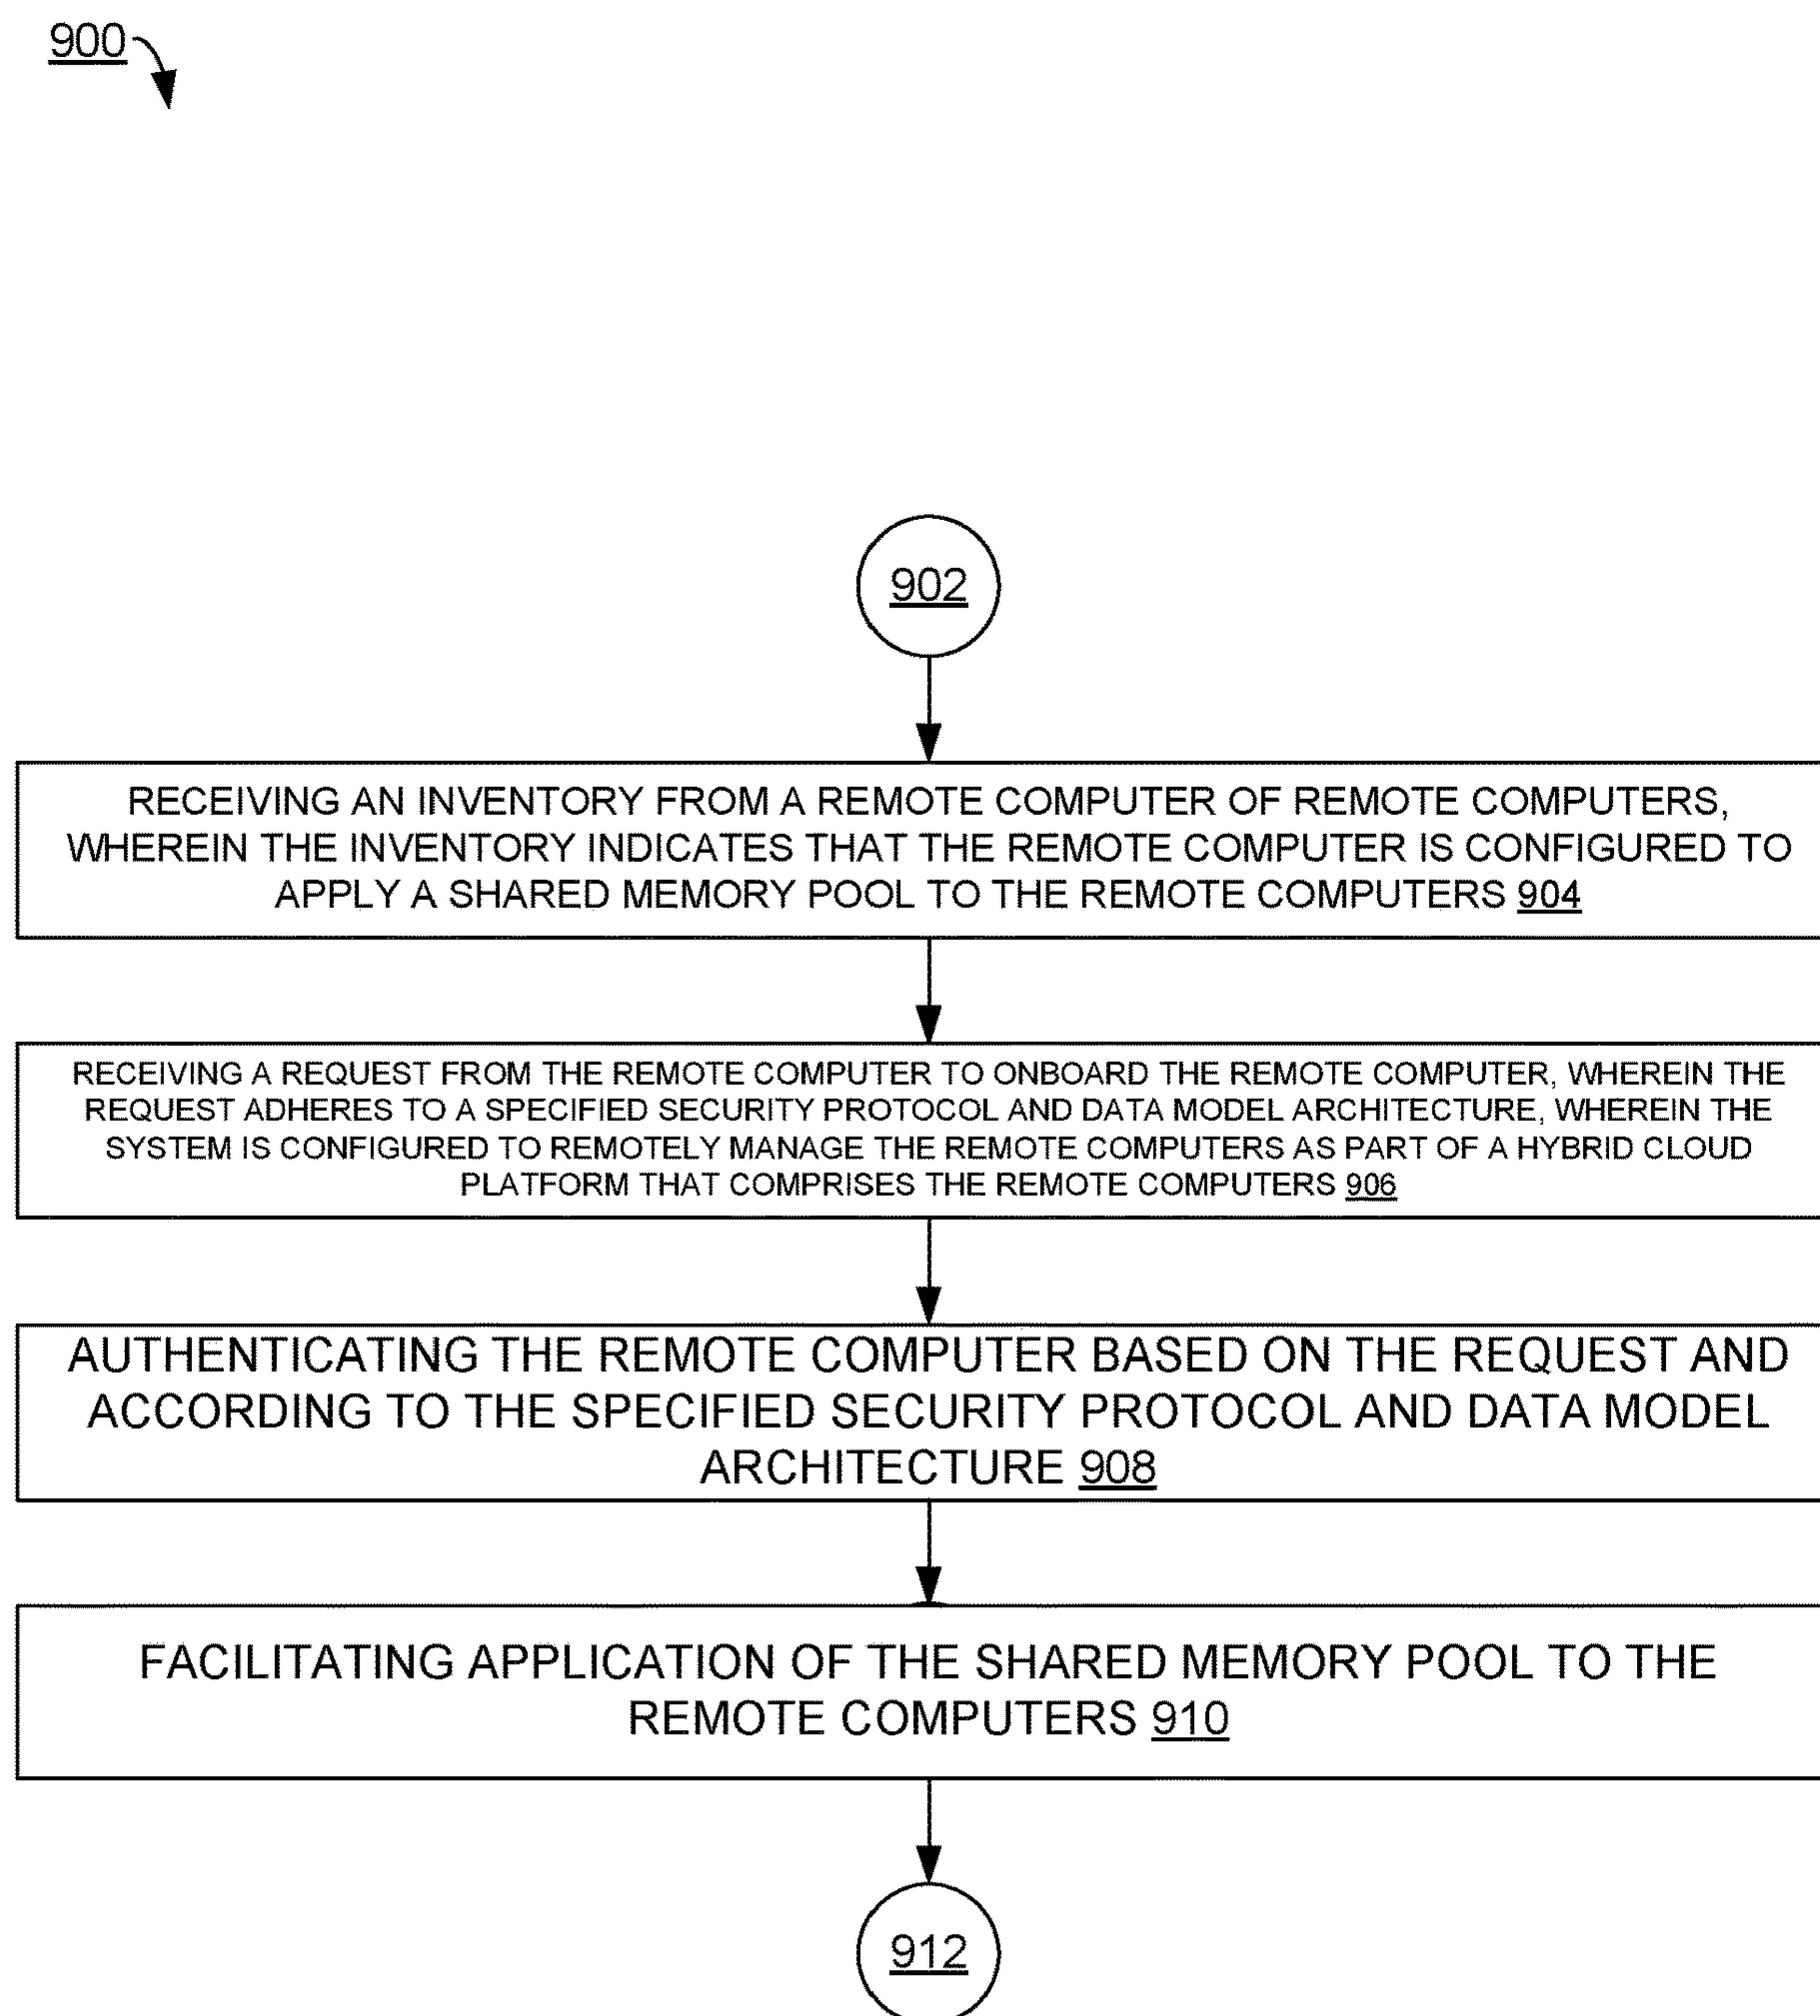 900
902
RECEIVING AN INVENTORY FROM A REMOTE COMPUTER OF REMOTE COMPUTERS,
WHEREIN THE INVENTORY INDICATES THAT THE REMOTE COMPUTER IS CONFIGURED TO
APPLY A SHARED MEMORY POOL TO THE REMOTE COMPUTERS 904
RECEIVING A REQUEST FROM THE REMOTE COMPUTER TO ONBOARD THE REMOTE COMPUTER, WHEREIN THE
REQUEST ADHERES TO A SPECIFIED SECURITY PROTOCOL AND DATA MODEL ARCHITECTURE, WHEREIN THE
SYSTEM IS CONFIGURED TO REMOTELY MANAGE THE REMOTE COMPUTERS AS PART OF A HYBRID CLOUD
PLATFORM THAT COMPRISES THE REMOTE COMPUTERS 906
AUTHENTICATING THE REMOTE COMPUTER BASED ON THE REQUEST AND
ACCORDING TO THE SPECIFIED SECURITY PROTOCOL AND DATA MODEL
ARCHITECTURE 908
FACILITATING APPLICATION OF THE SHARED MEMORY POOL TO THE
REMOTE COMPUTERS 910
912